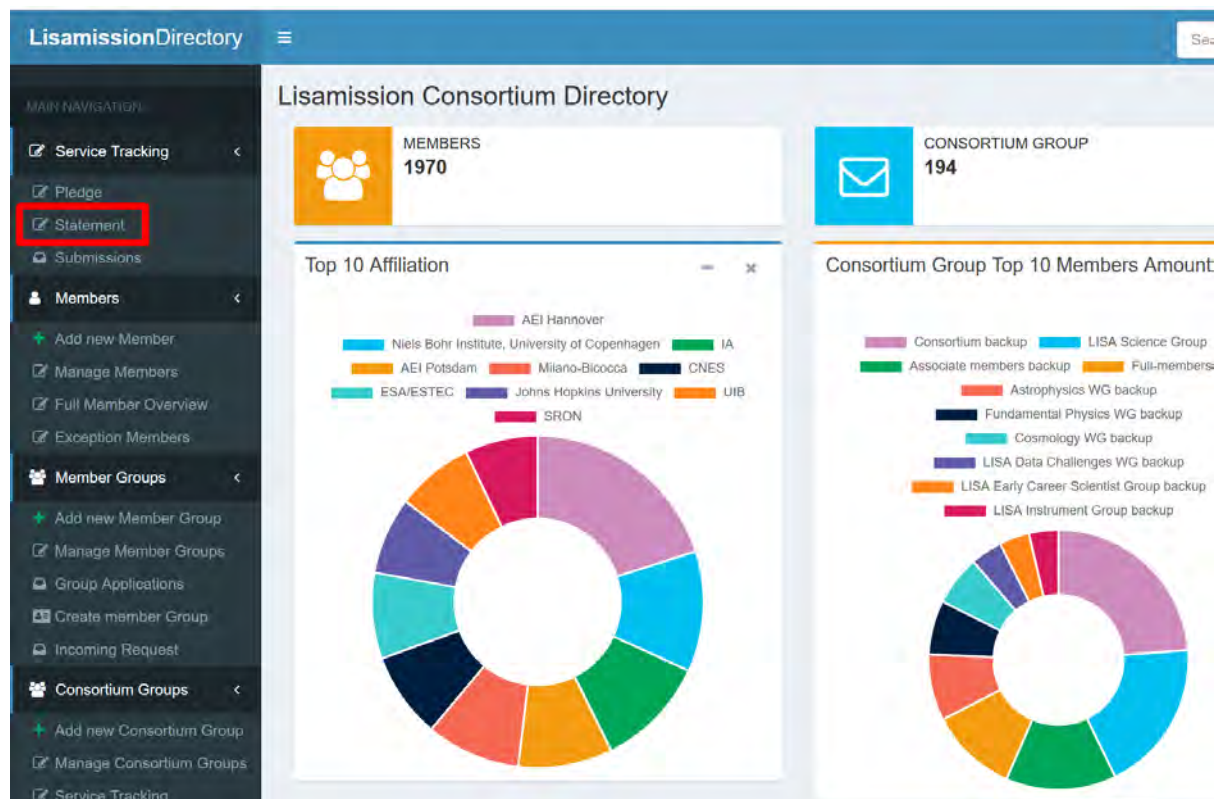 LisamissionDirectory
Sea
MAIN NAVIGATION
Service Tracking
Pledge
Statement
Submissions
Members
Add new Member
Manage Members
Full Member Overview
Exception Members
Member Groups
Add new Member Group
Manage Member Groups
Group Applications
Create member Group
Incoming Request
Consortium Groups
Add new Consortium Group
Manage Consortium Groups
Service Tracking
Lisamission Consortium Directory
MEMBERS
1970
CONSORTIUM GROUP
194
Top 10 Affiliation
AEI Hannover
Niels Bohr Institute, University of Copenhagen IA
AEI Potsdam Milano-Bicocca CNES
ESA/ESTEC Johns Hopkins University UIB
SRON
Consortium Group Top 10 Members Amount
Consortium backup LISA Science Group
Associate members backup Full-members
Astrophysics WG backup
Fundamental Physics WG backup
Cosmology WG backup
LISA Data Challenges WG backup
LISA Early Career Scientist Group backup
LISA Instrument Group backup